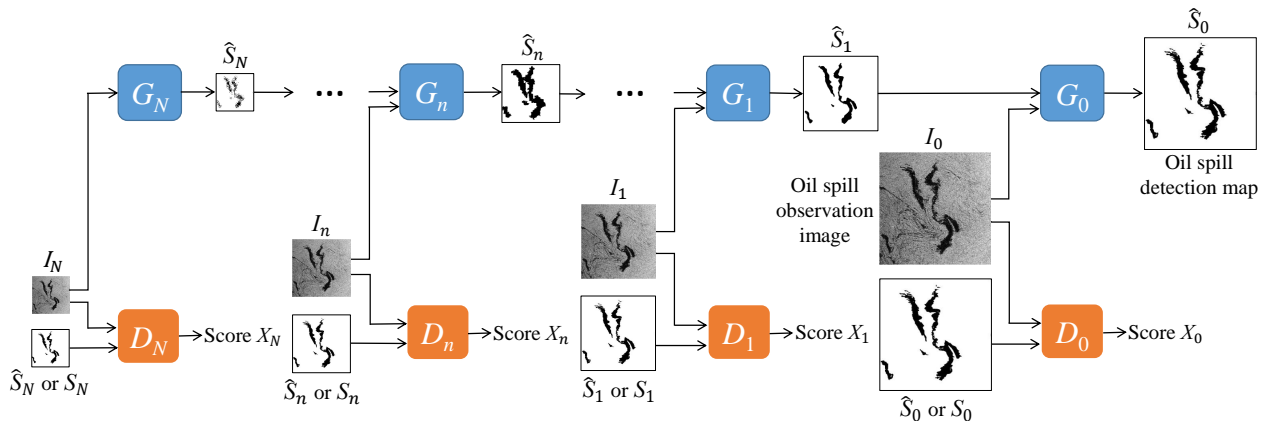 Ŝ_N
Ŝ_n
Ŝ_1
Ŝ_0
G_N
...
G_n
...
G_1
G_0
Oil spill
detection map
I_N
I_n
I_1
I_0
Oil spill
observation
image
D_N
Score X_N
D_n
Score X_n
D_1
Score X_1
D_0
Score X_0
Ŝ_N or S_N
Ŝ_n or S_n
Ŝ_1 or S_1
Ŝ_0 or S_0